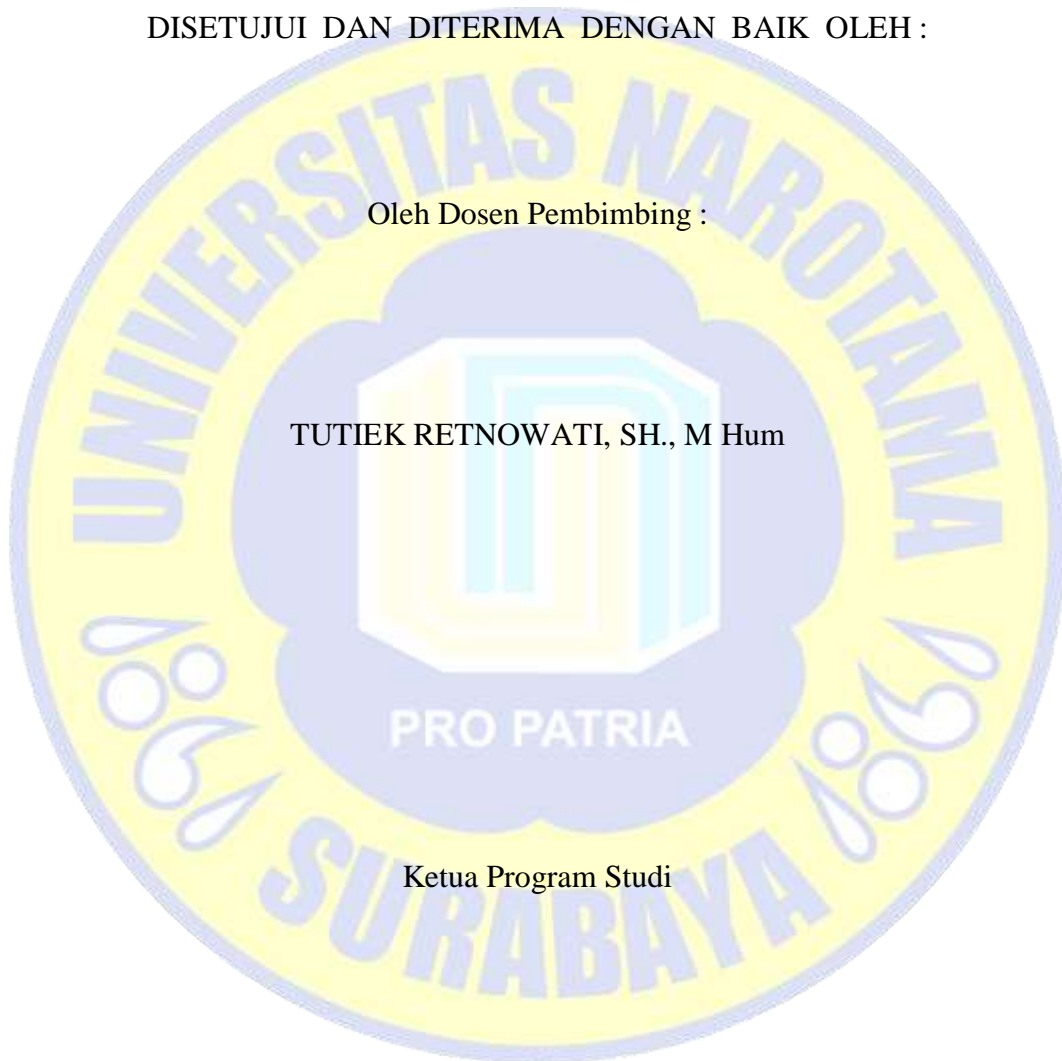 DISETUJUI DAN DITERIMA DENGAN BAIK OLEH :
UNIVERSITAS NAROTAMA
Oleh Dosen Pembimbing :
TUTIEK RETNOWATI, SH., M Hum
PRO PATRIA
Ketua Program Studi
SURABAYA